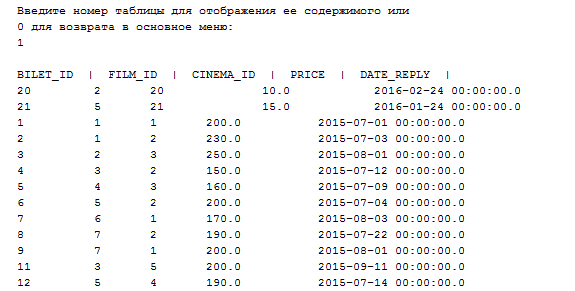 Введите номер таблицы для отображения ее содержимого или
0 для возврата в основное меню:
1
BILET_ID | FILM_ID | CINEMA_ID | PRICE | DATE_REPLY |
20 2 20 10.0 2016-02-24 00:00:00.0
21 5 21 15.0 2016-01-24 00:00:00.0
1 1 1 200.0 2015-07-01 00:00:00.0
2 1 2 230.0 2015-07-03 00:00:00.0
3 2 3 250.0 2015-08-01 00:00:00.0
4 3 2 150.0 2015-07-12 00:00:00.0
5 4 3 160.0 2015-07-09 00:00:00.0
6 5 2 200.0 2015-07-04 00:00:00.0
7 6 1 170.0 2015-08-03 00:00:00.0
8 7 2 190.0 2015-07-22 00:00:00.0
9 7 1 200.0 2015-08-01 00:00:00.0
11 3 5 200.0 2015-09-11 00:00:00.0
12 5 4 190.0 2015-07-14 00:00:00.0